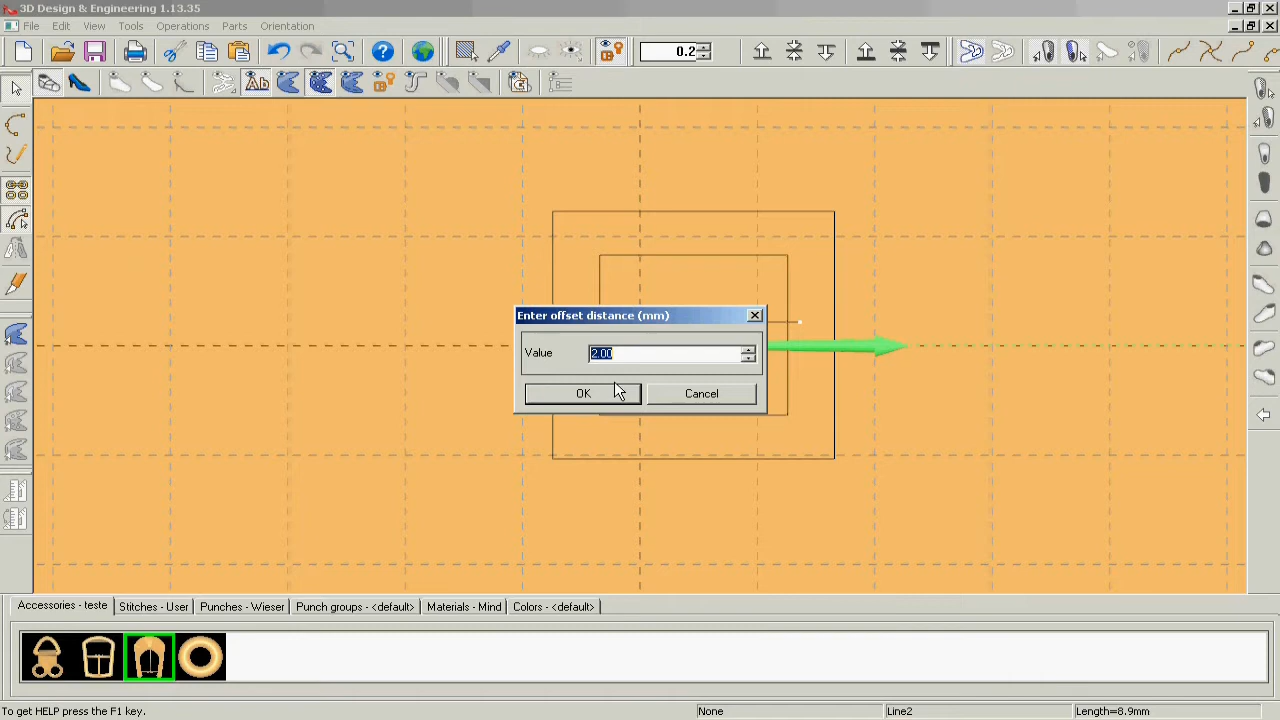 3D Design & Engineering 1.13.35
File Edit View Tools Operations Parts Orientation
0.2
Ab
Enter offset distance (mm)
Value 2.00
OK Cancel
Accessories - teste Stitches - User Punches - Wieser Punch groups - <default> Materials - Mind Colors - <default>
To get HELP press the F1 key. None Line2 Length=8.9mm